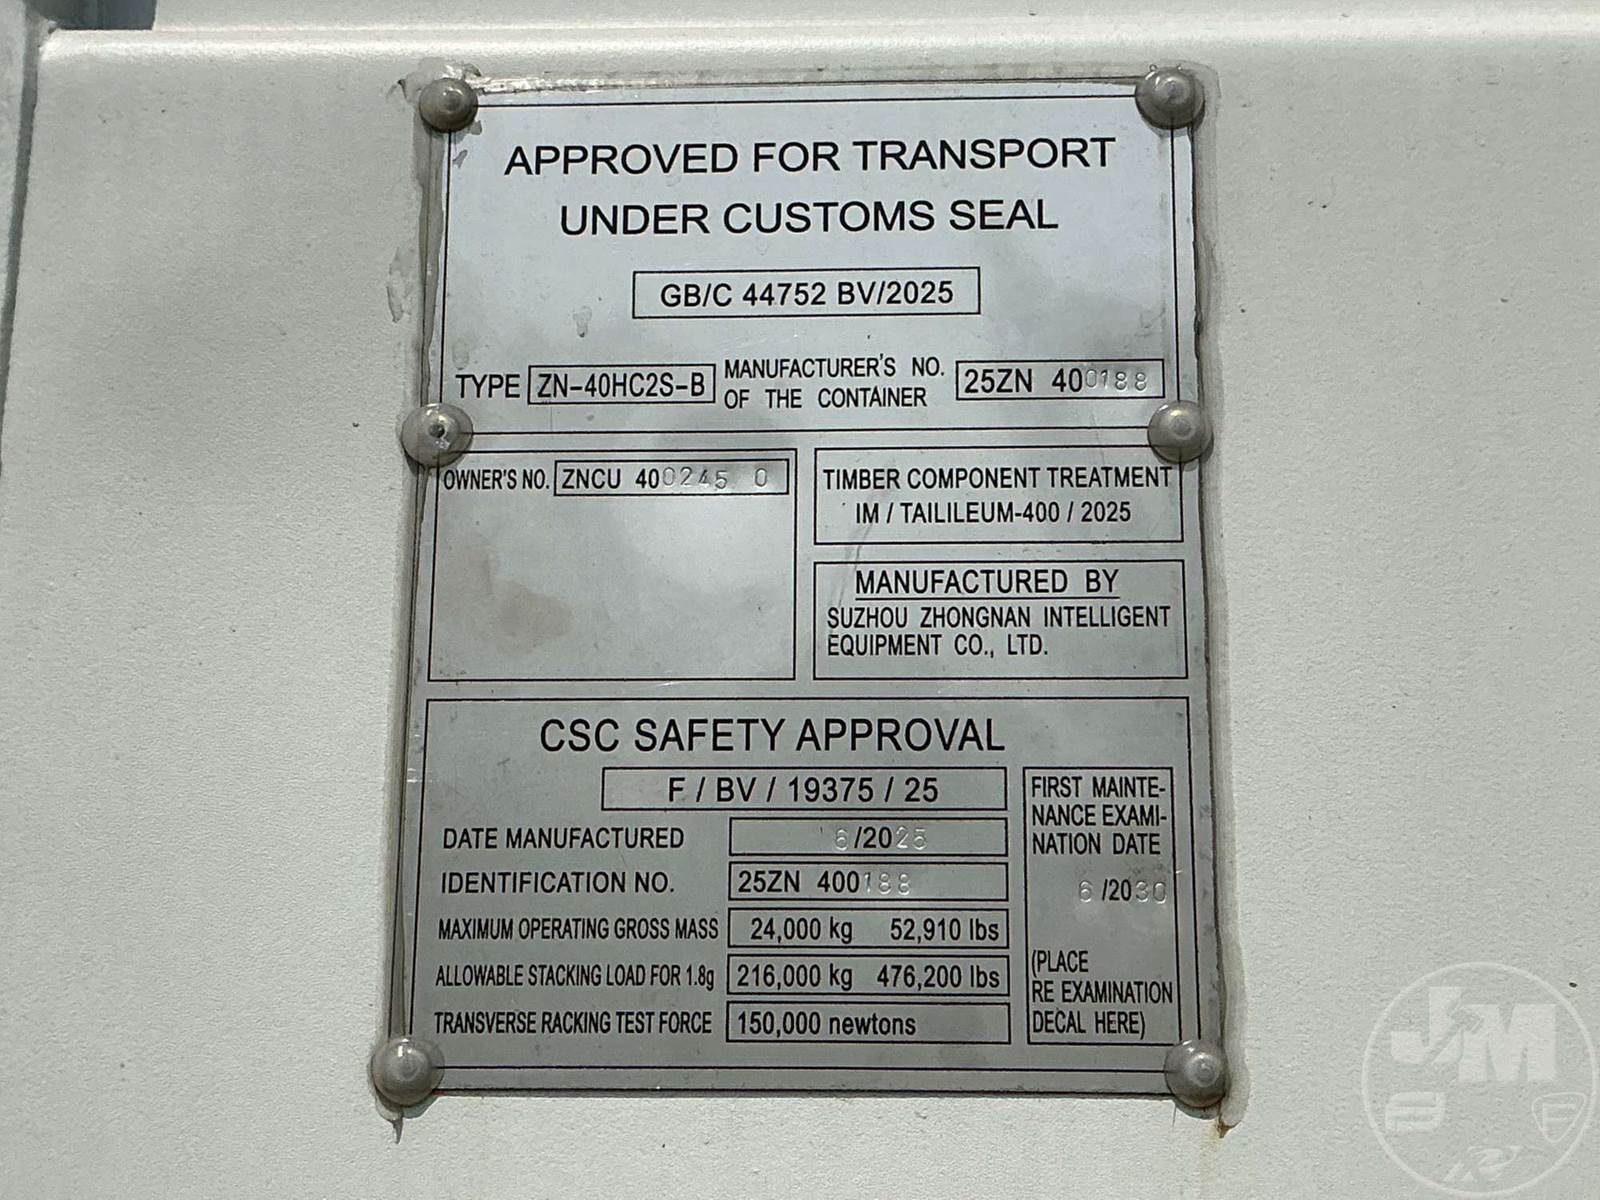 APPROVED FOR TRANSPORT
UNDER CUSTOMS SEAL
GB/C 44752 BV/2025
TYPE ZN-40HC2S-B MANUFACTURER'S NO. OF THE CONTAINER 25ZN 400188
OWNER'S NO. ZNCU 400245 0
TIMBER COMPONENT TREATMENT
IM / TAILILEUM-400 / 2025
MANUFACTURED BY
SUZHOU ZHONGNAN INTELLIGENT
EQUIPMENT CO., LTD.
CSC SAFETY APPROVAL
F / BV / 19375 / 25
DATE MANUFACTURED 6/2025
IDENTIFICATION NO. 25ZN 400188
MAXIMUM OPERATING GROSS MASS 24,000 kg 52,910 lbs
ALLOWABLE STACKING LOAD FOR 1.8g 216,000 kg 476,200 lbs
TRANSVERSE RACKING TEST FORCE 150,000 newtons
FIRST MAINTE-
NANCE EXAMI-
NATION DATE
6 /2030
(PLACE
RE EXAMINATION
DECAL HERE)
JM